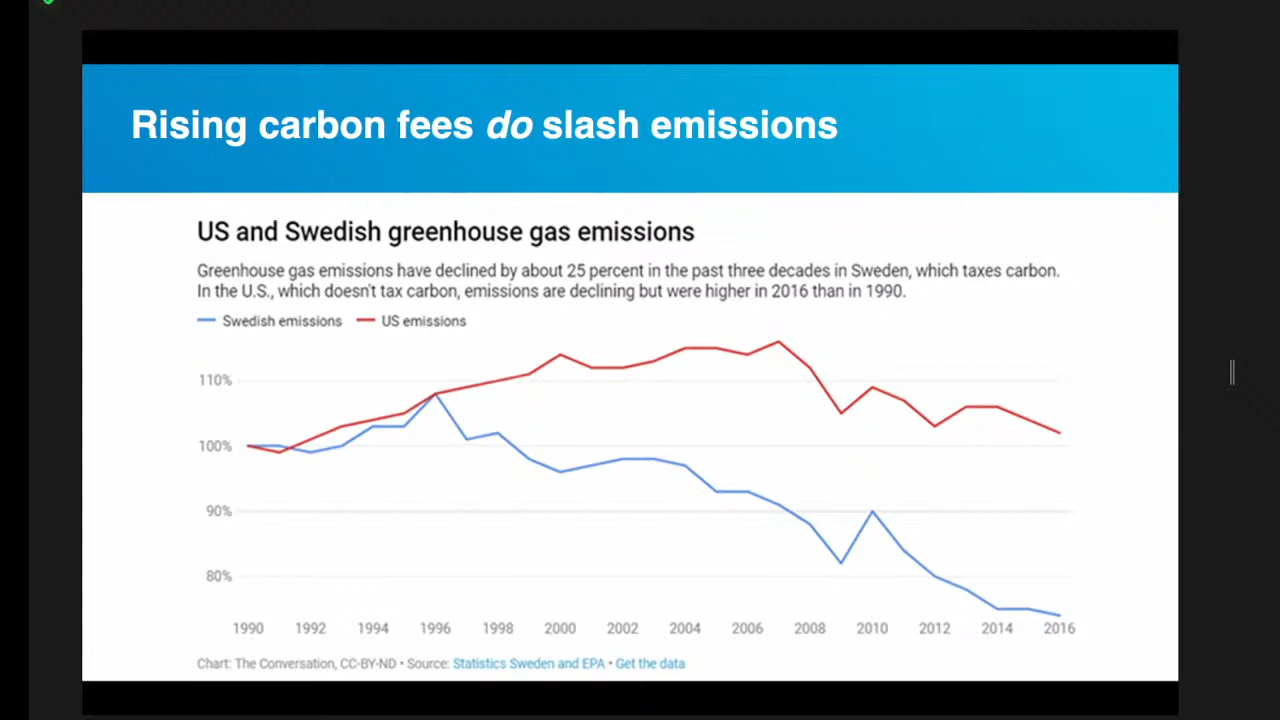 Rising carbon fees do slash emissions
US and Swedish greenhouse gas emissions
Greenhouse gas emissions have declined by about 25 percent in the past three decades in Sweden, which taxes carbon.
In the U.S., which doesn't tax carbon, emissions are declining but were higher in 2016 than in 1990.
Swedish emissions US emissions
110%
100%
90%
80%
1990 1992 1994 1996 1998 2000 2002 2004 2006 2008 2010 2012 2014 2016
Chart: The Conversation, CC-BY-ND • Source: Statistics Sweden and EPA • Get the data